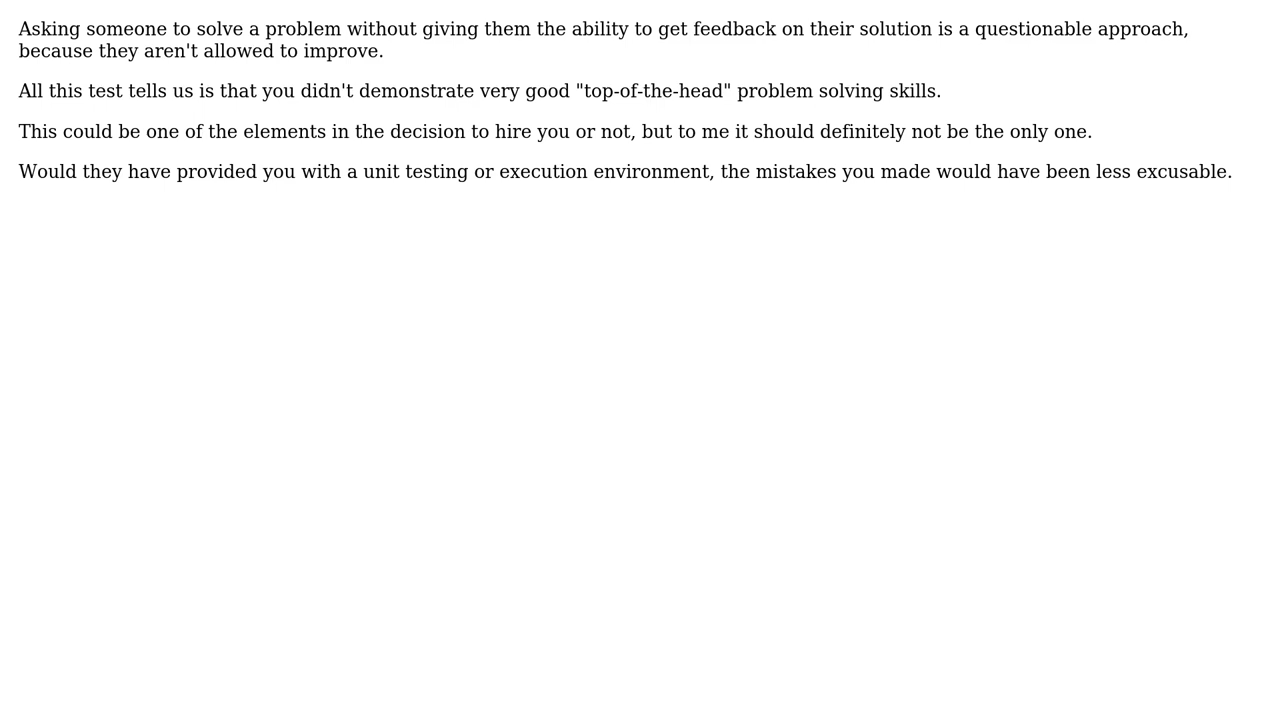 Asking someone to solve a problem without giving them the ability to get feedback on their solution is a questionable approach,
because they aren't allowed to improve.
All this test tells us is that you didn't demonstrate very good "top-of-the-head" problem solving skills.
This could be one of the elements in the decision to hire you or not, but to me it should definitely not be the only one.
Would they have provided you with a unit testing or execution environment, the mistakes you made would have been less excusable.